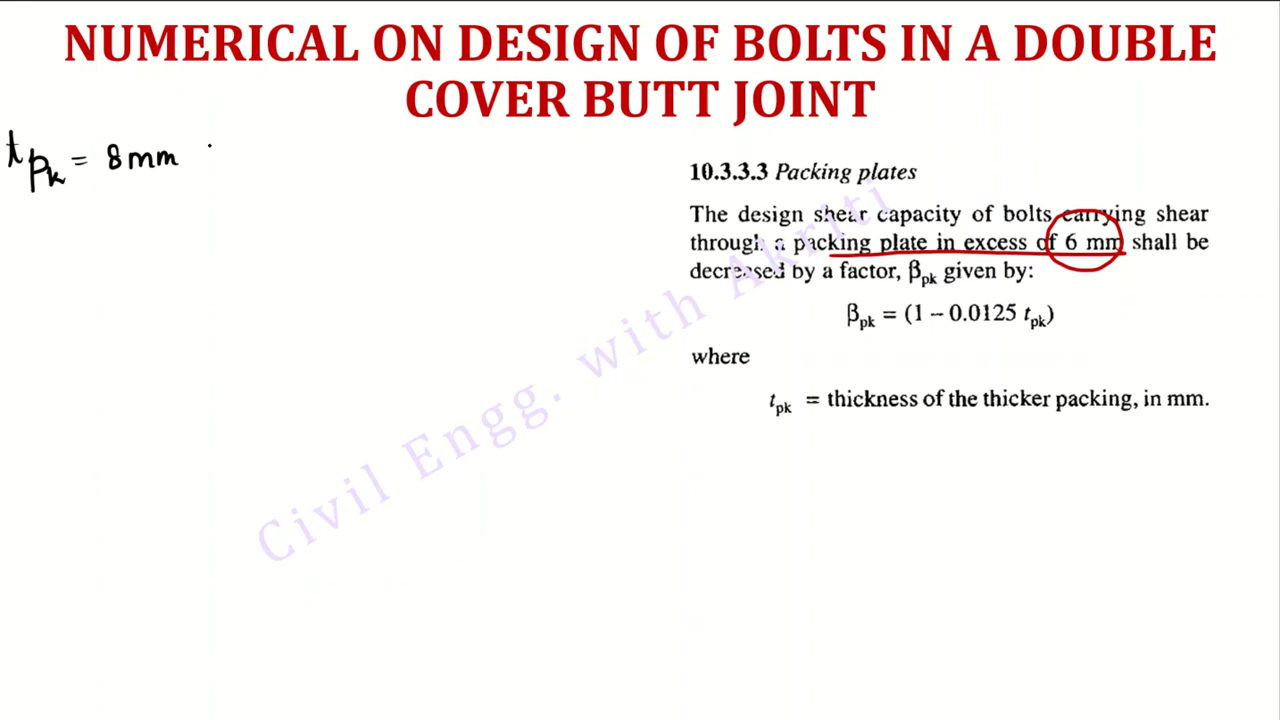 NUMERICAL ON DESIGN OF BOLTS IN A DOUBLE
COVER BUTT JOINT
tpk = 8mm
10.3.3.3 Packing plates
The design shear capacity of bolts carrying shear
through a packing plate in excess of 6 mm shall be
decreased by a factor, βpk given by:
βpk = (1 – 0.0125 tpk)
where
tpk = thickness of the thicker packing, in mm.
Civil Engg. with Akriti